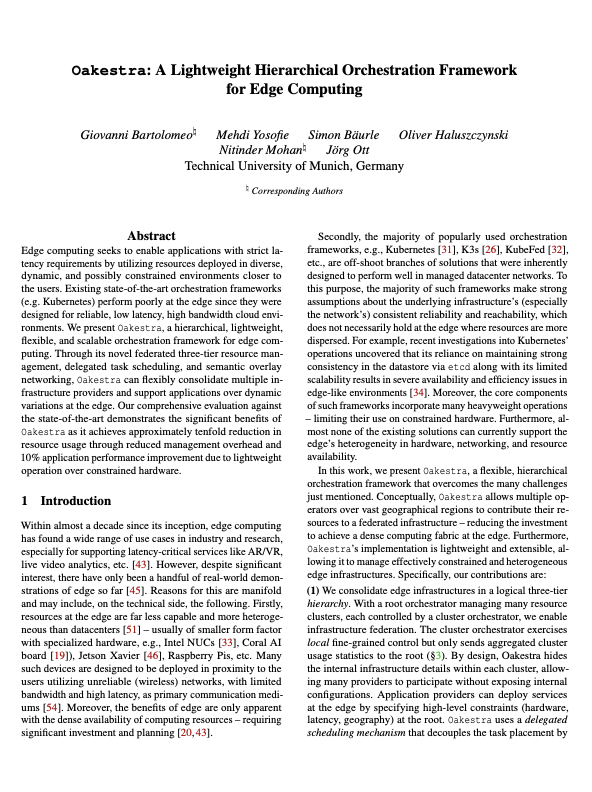 Oakestra: A Lightweight Hierarchical Orchestration Framework
for Edge Computing
Giovanni Bartolomeo♮ Mehdi Yosofie Simon Bäurle Oliver Haluszczynski
Nitinder Mohan♮ Jörg Ott
Technical University of Munich, Germany
♮ Corresponding Authors
Abstract
Edge computing seeks to enable applications with strict la-
tency requirements by utilizing resources deployed in diverse,
dynamic, and possibly constrained environments closer to
the users. Existing state-of-the-art orchestration frameworks
(e.g. Kubernetes) perform poorly at the edge since they were
designed for reliable, low latency, high bandwidth cloud envi-
ronments. We present Oakestra, a hierarchical, lightweight,
flexible, and scalable orchestration framework for edge com-
puting. Through its novel federated three-tier resource man-
agement, delegated task scheduling, and semantic overlay
networking, Oakestra can flexibly consolidate multiple in-
frastructure providers and support applications over dynamic
variations at the edge. Our comprehensive evaluation against
the state-of-the-art demonstrates the significant benefits of
Oakestra as it achieves approximately tenfold reduction in
resource usage through reduced management overhead and
10% application performance improvement due to lightweight
operation over constrained hardware.
1 Introduction
Within almost a decade since its inception, edge computing
has found a wide range of use cases in industry and research,
especially for supporting latency-critical services like AR/VR,
live video analytics, etc. [43]. However, despite significant
interest, there have only been a handful of real-world demon-
strations of edge so far [45]. Reasons for this are manifold
and may include, on the technical side, the following. Firstly,
resources at the edge are far less capable and more heteroge-
neous than datacenters [51] – usually of smaller form factor
with specialized hardware, e.g., Intel NUCs [33], Coral AI
board [19]), Jetson Xavier [46], Raspberry Pis, etc. Many
such devices are designed to be deployed in proximity to the
users utilizing unreliable (wireless) networks, with limited
bandwidth and high latency, as primary communication medi-
ums [54]. Moreover, the benefits of edge are only apparent
with the dense availability of computing resources – requiring
significant investment and planning [20,43].
Secondly, the majority of popularly used orchestration
frameworks, e.g., Kubernetes [31], K3s [26], KubeFed [32],
etc., are off-shoot branches of solutions that were inherently
designed to perform well in managed datacenter networks. To
this purpose, the majority of such frameworks make strong
assumptions about the underlying infrastructure's (especially
the network's) consistent reliability and reachability, which
does not necessarily hold at the edge where resources are more
dispersed. For example, recent investigations into Kubernetes'
operations uncovered that its reliance on maintaining strong
consistency in the datastore via etcd along with its limited
scalability results in severe availability and efficiency issues in
edge-like environments [34]. Moreover, the core components
of such frameworks incorporate many heavyweight operations
– limiting their use on constrained hardware. Furthermore, al-
most none of the existing solutions can currently support the
edge's heterogeneity in hardware, networking, and resource
availability.
In this work, we present Oakestra, a flexible, hierarchical
orchestration framework that overcomes the many challenges
just mentioned. Conceptually, Oakestra allows multiple op-
erators over vast geographical regions to contribute their re-
sources to a federated infrastructure – reducing the investment
to achieve a dense computing fabric at the edge. Furthermore,
Oakestra's implementation is lightweight and extensible, al-
lowing it to manage effectively constrained and heterogeneous
edge infrastructures. Specifically, our contributions are:
(1) We consolidate edge infrastructures in a logical three-tier
hierarchy. With a root orchestrator managing many resource
clusters, each controlled by a cluster orchestrator, we enable
infrastructure federation. The cluster orchestrator exercises
local fine-grained control but only sends aggregated cluster
usage statistics to the root (§3). By design, Oakestra hides
the internal infrastructure details within each cluster, allow-
ing many providers to participate without exposing internal
configurations. Application providers can deploy services
at the edge by specifying high-level constraints (hardware,
latency, geography) at the root. Oakestra uses a delegated
scheduling mechanism that decouples the task placement by